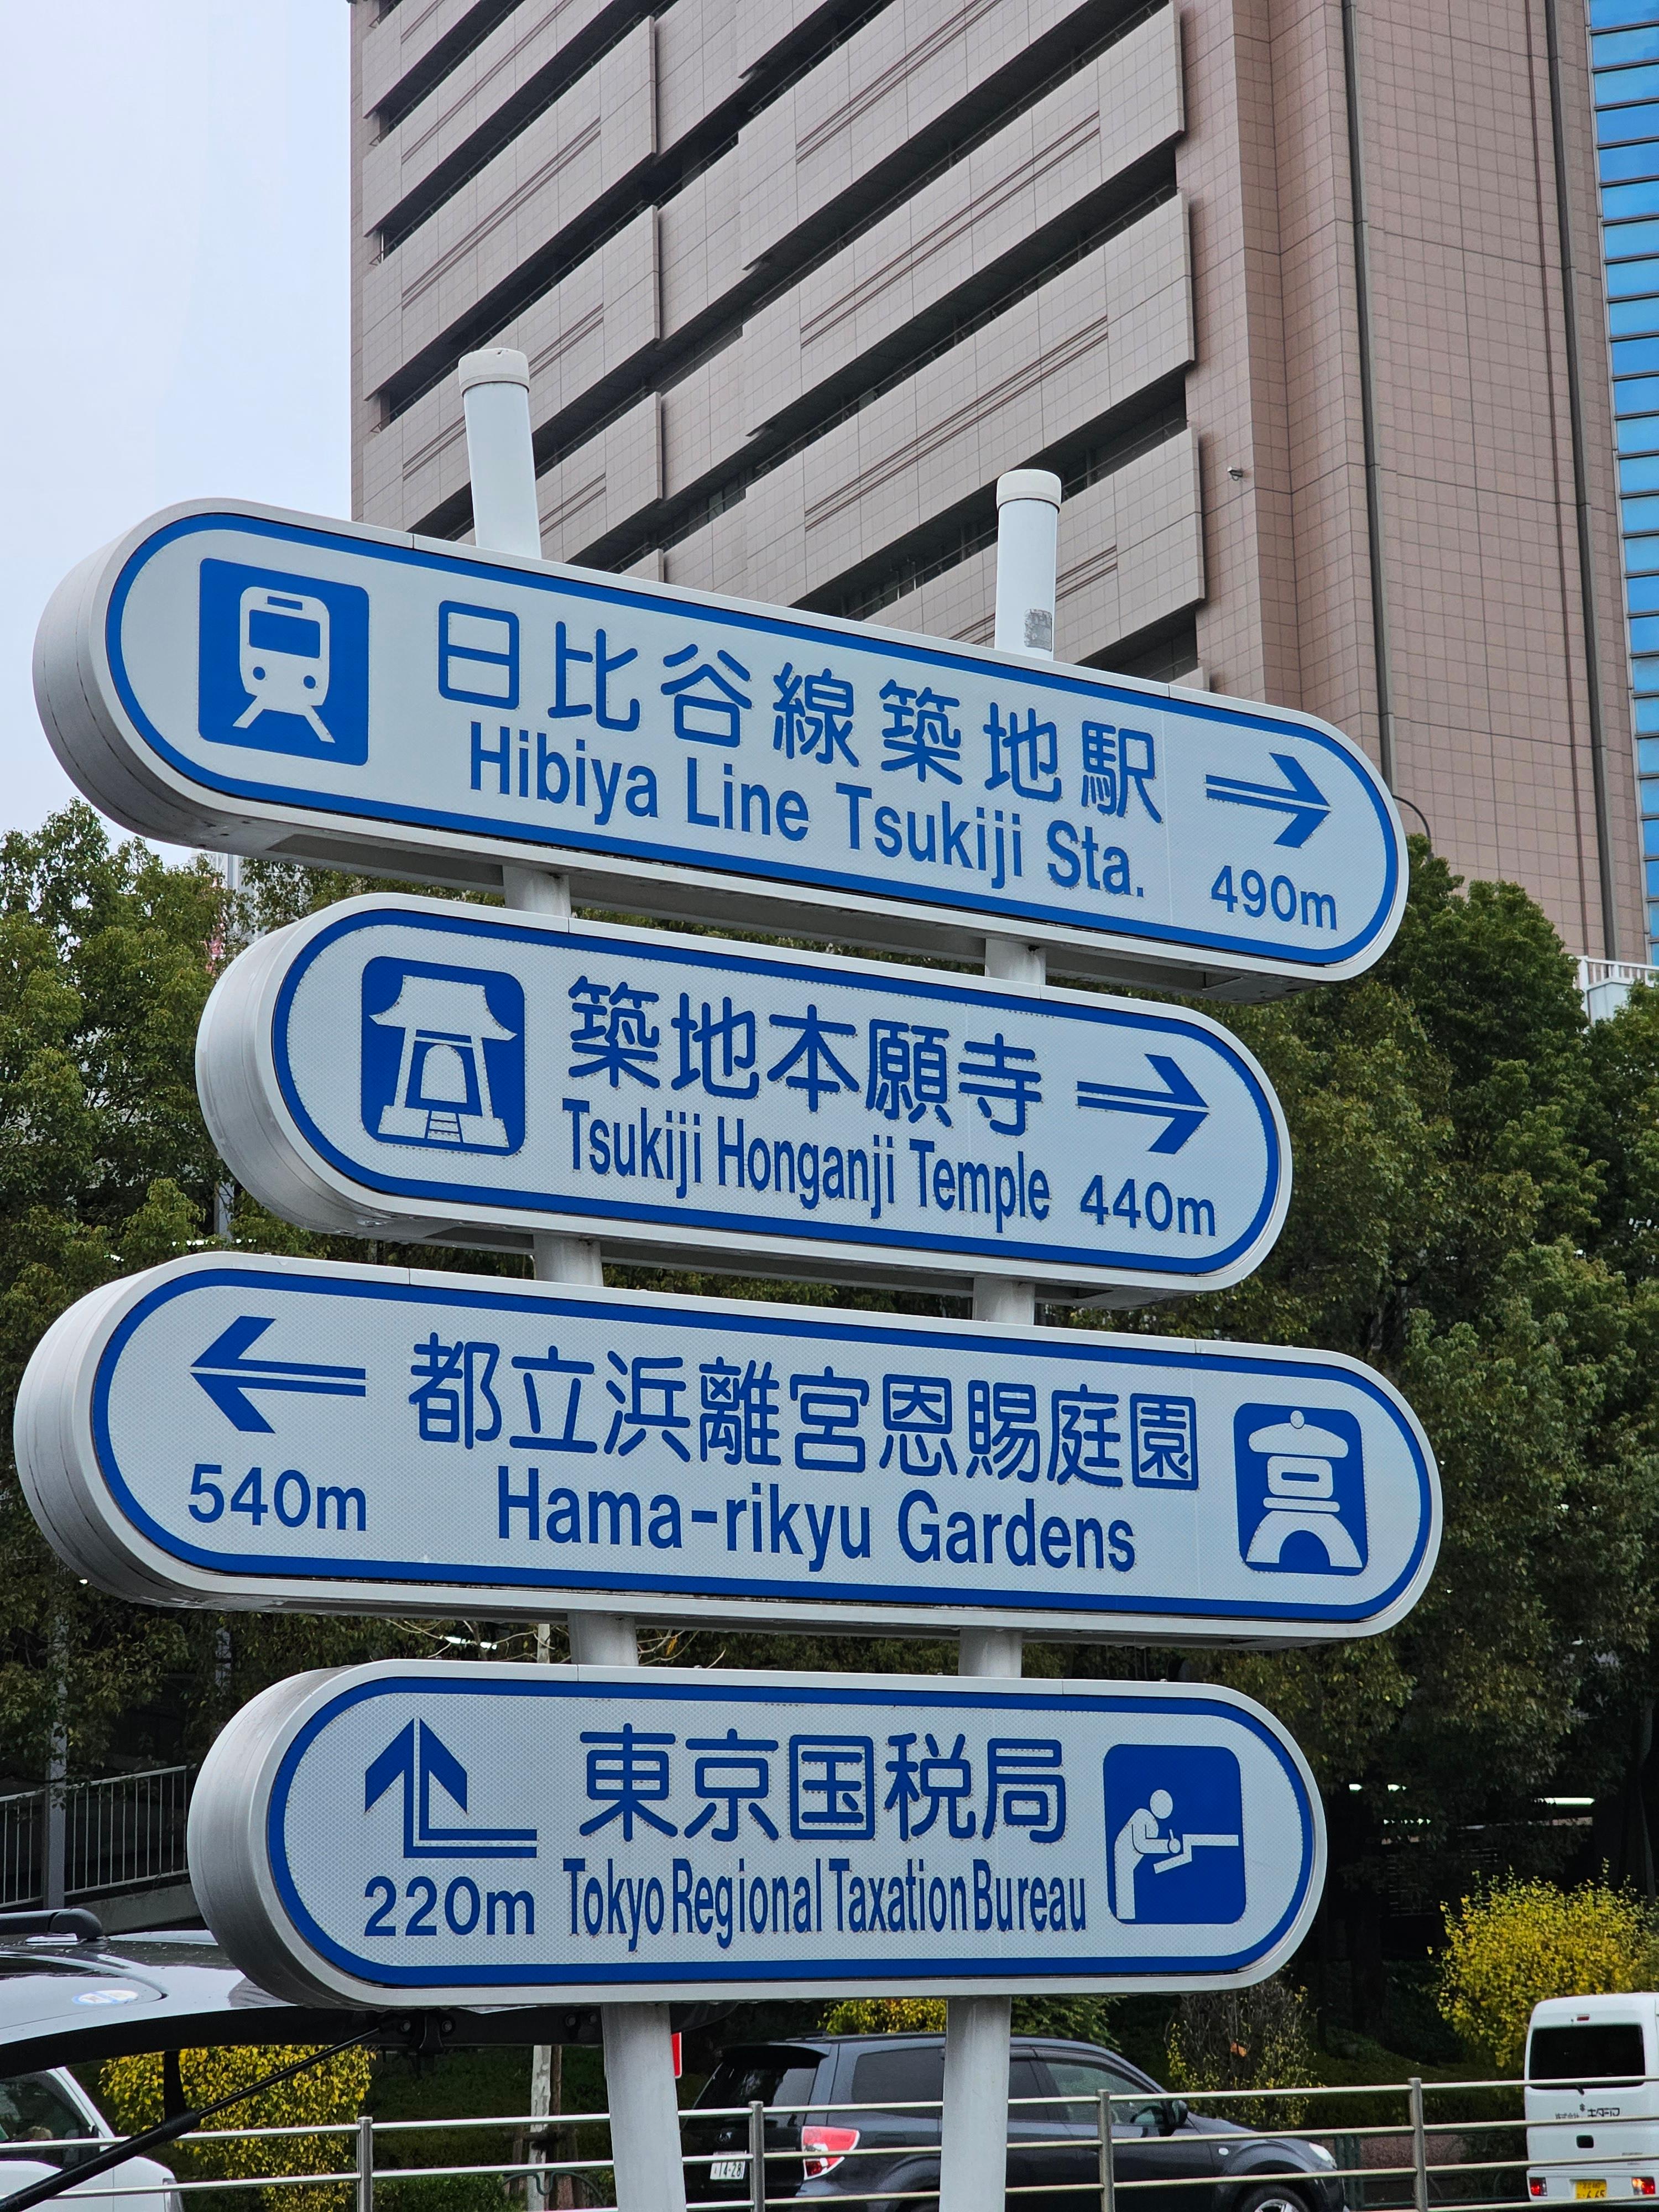 日比谷線築地駅
Hibiya Line Tsukiji Sta.
490m
築地本願寺
Tsukiji Honganji Temple
440m
都立浜離宮恩賜庭園
540m
Hama-rikyu Gardens
東京国税局
220m
Tokyo Regional Taxation Bureau
14-28